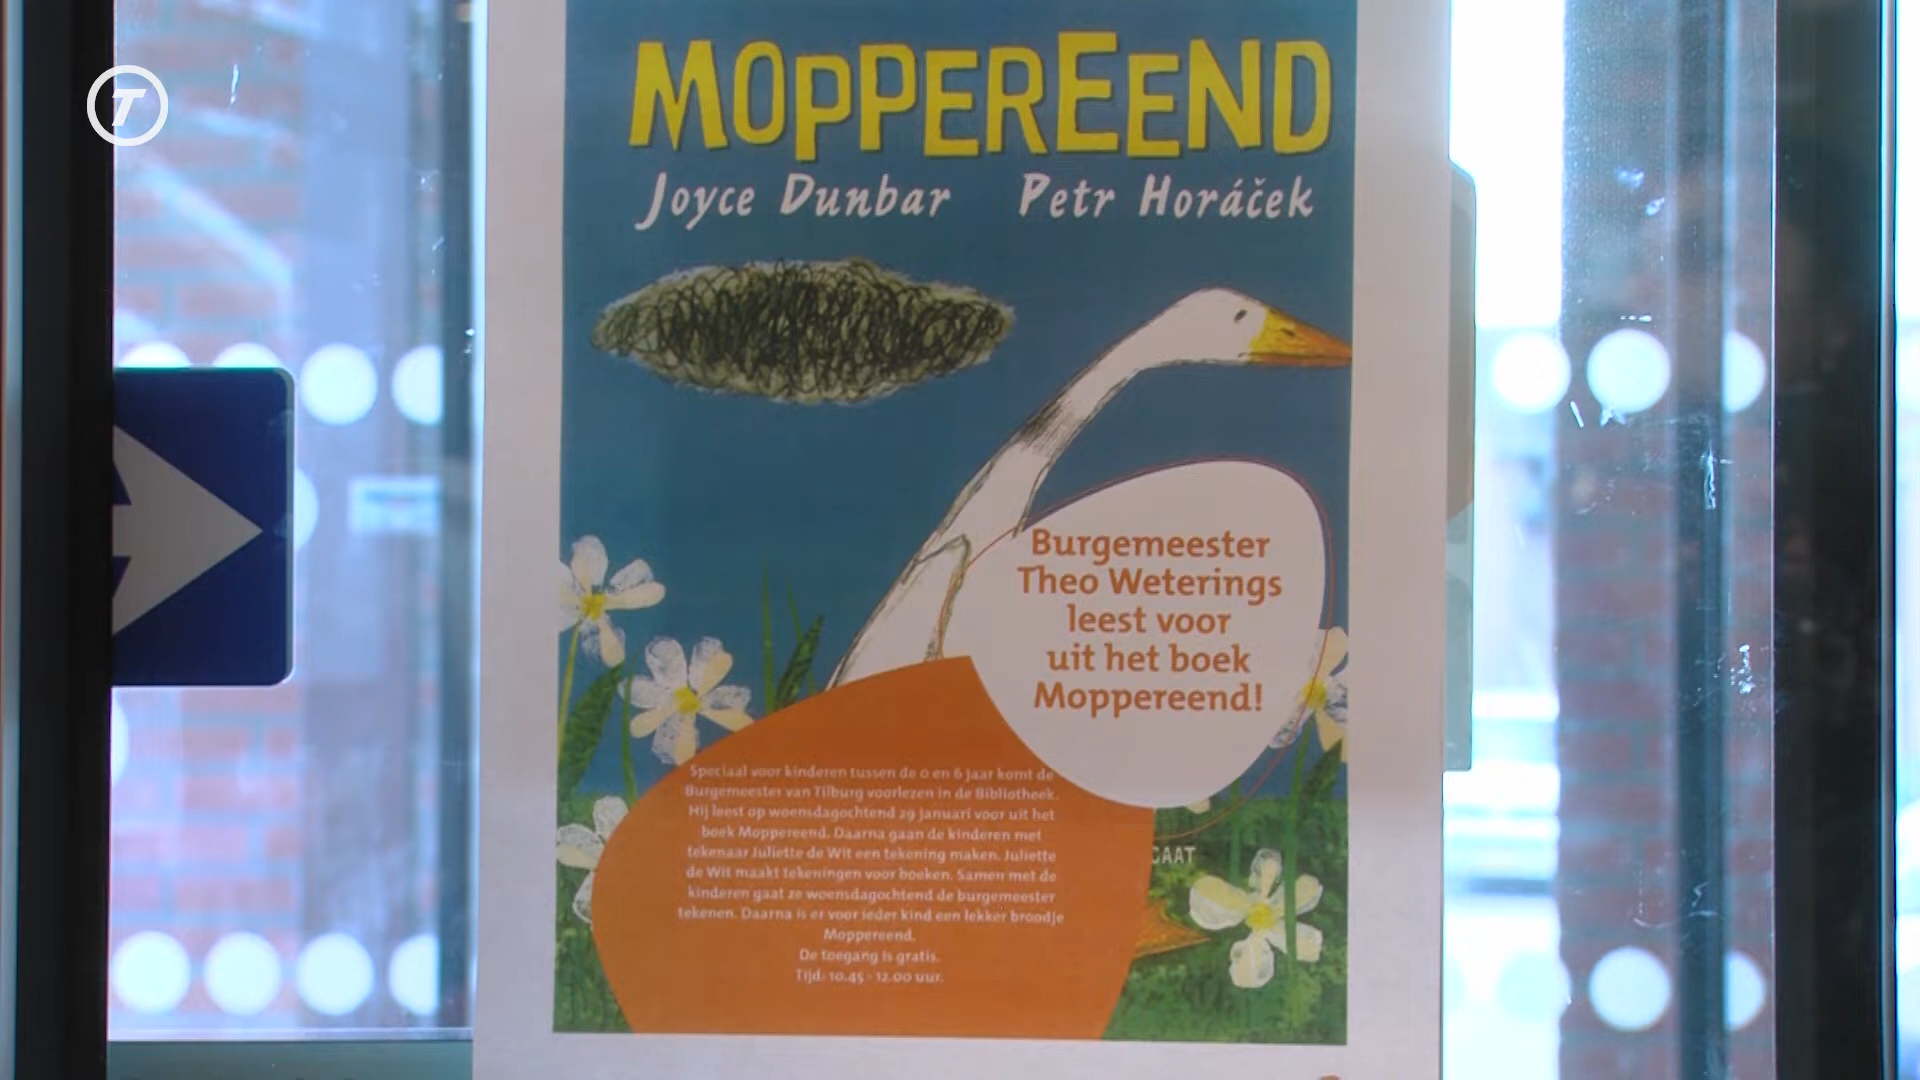 T
MOPPEREEND
Joyce Dunbar Petr Horáček
Burgemeester
Theo Weterings
leest voor
uit het boek
Moppereend!
Speciaal voor kinderen tussen de 0 en 6 jaar komt de
Burgemeester van Tilburg voorlezen in de Bibliotheek.
Hij leest op woensdagochtend 29 januari voor uit het
boek Moppereend. Daarna gaan de kinderen met
tekenaar Juliette de Wit een tekening maken. Juliette
de Wit maakt tekeningen voor boeken. Samen met de
kinderen gaat ze woensdagochtend de burgemeester
tekenen. Daarna is er voor ieder kind een lekker broodje
Moppereend.
De toegang is gratis.
Tijd: 10.45 - 12.00 uur.
GAAT